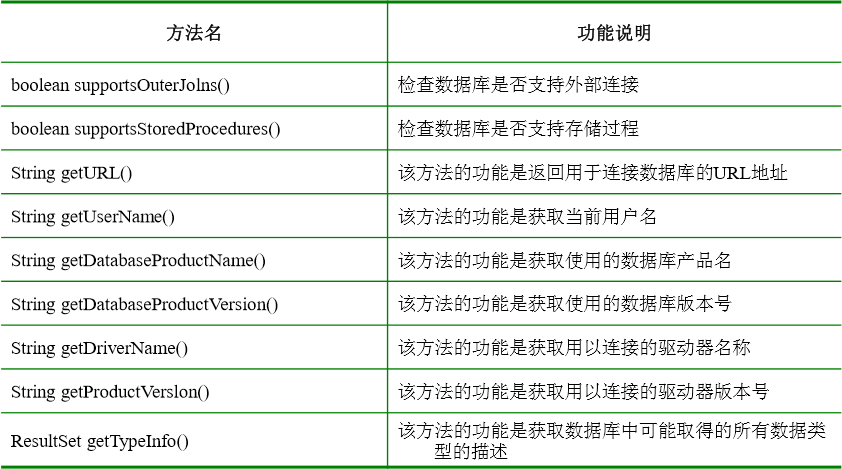 方法名 功能说明
boolean supportsOuterJolns() 检查数据库是否支持外部连接
boolean supportsStoredProcedures() 检查数据库是否支持存储过程
String getURL() 该方法的功能是返回用于连接数据库的URL地址
String getUserName() 该方法的功能是获取当前用户名
String getDatabaseProductName() 该方法的功能是获取使用的数据库产品名
String getDatabaseProductVersion() 该方法的功能是获取使用的数据库版本号
String getDriverName() 该方法的功能是获取用以连接的驱动器名称
String getProductVerslon() 该方法的功能是获取用以连接的驱动器版本号
ResultSet getTypeInfo() 该方法的功能是获取数据库中可能取得的所有数据类
型的描述